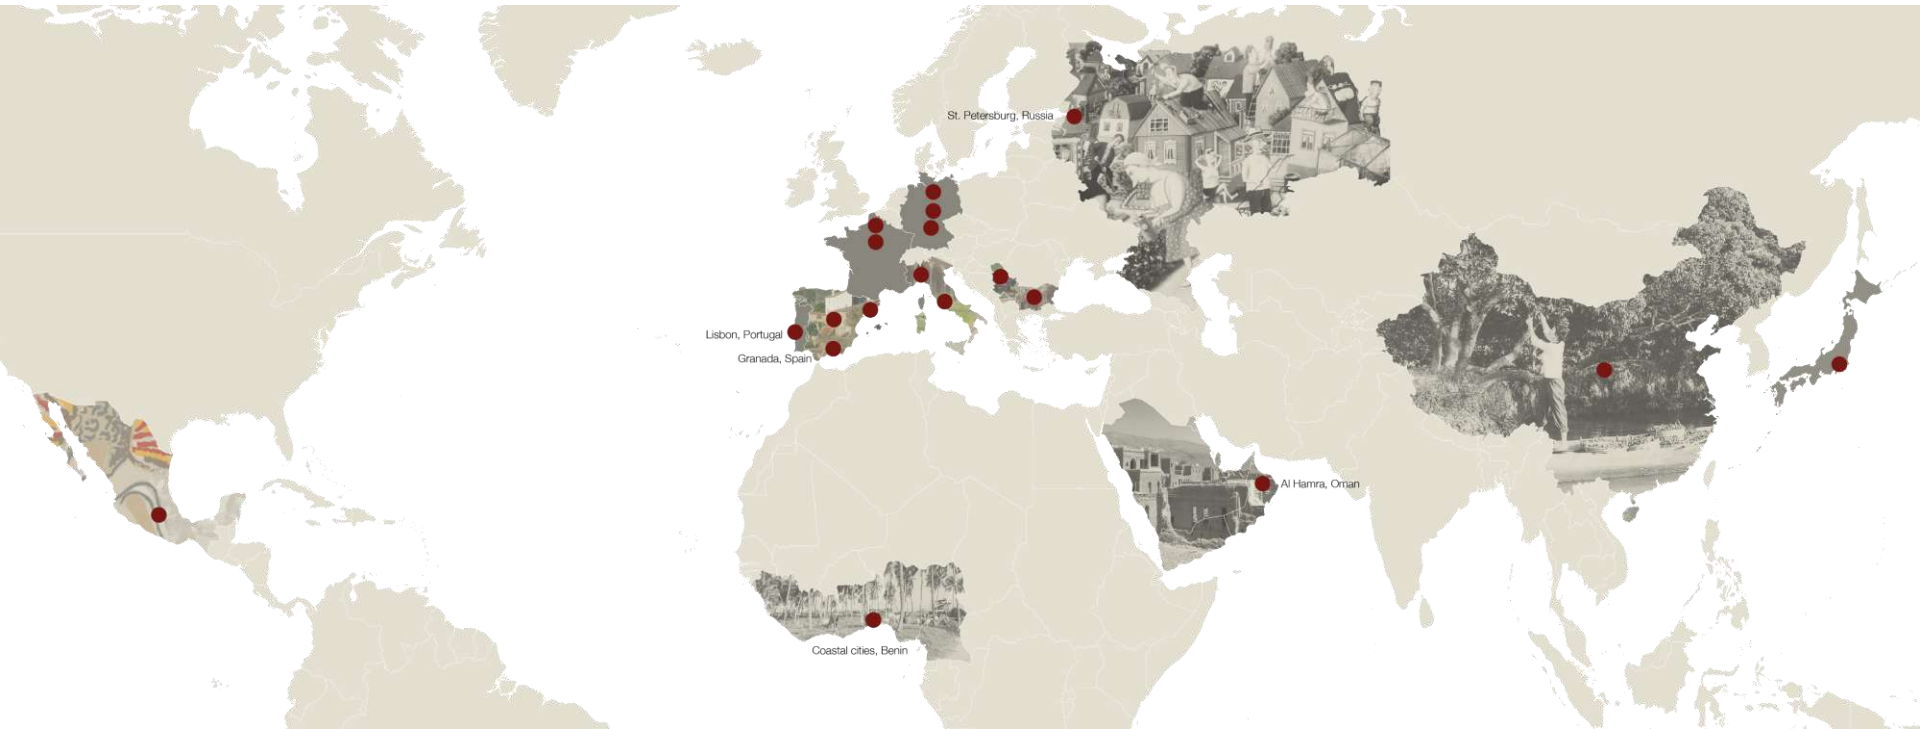 St. Petersburg, Russia
Lisbon, Portugal
Granada, Spain
Al Hamra, Oman
Coastal cities, Benin